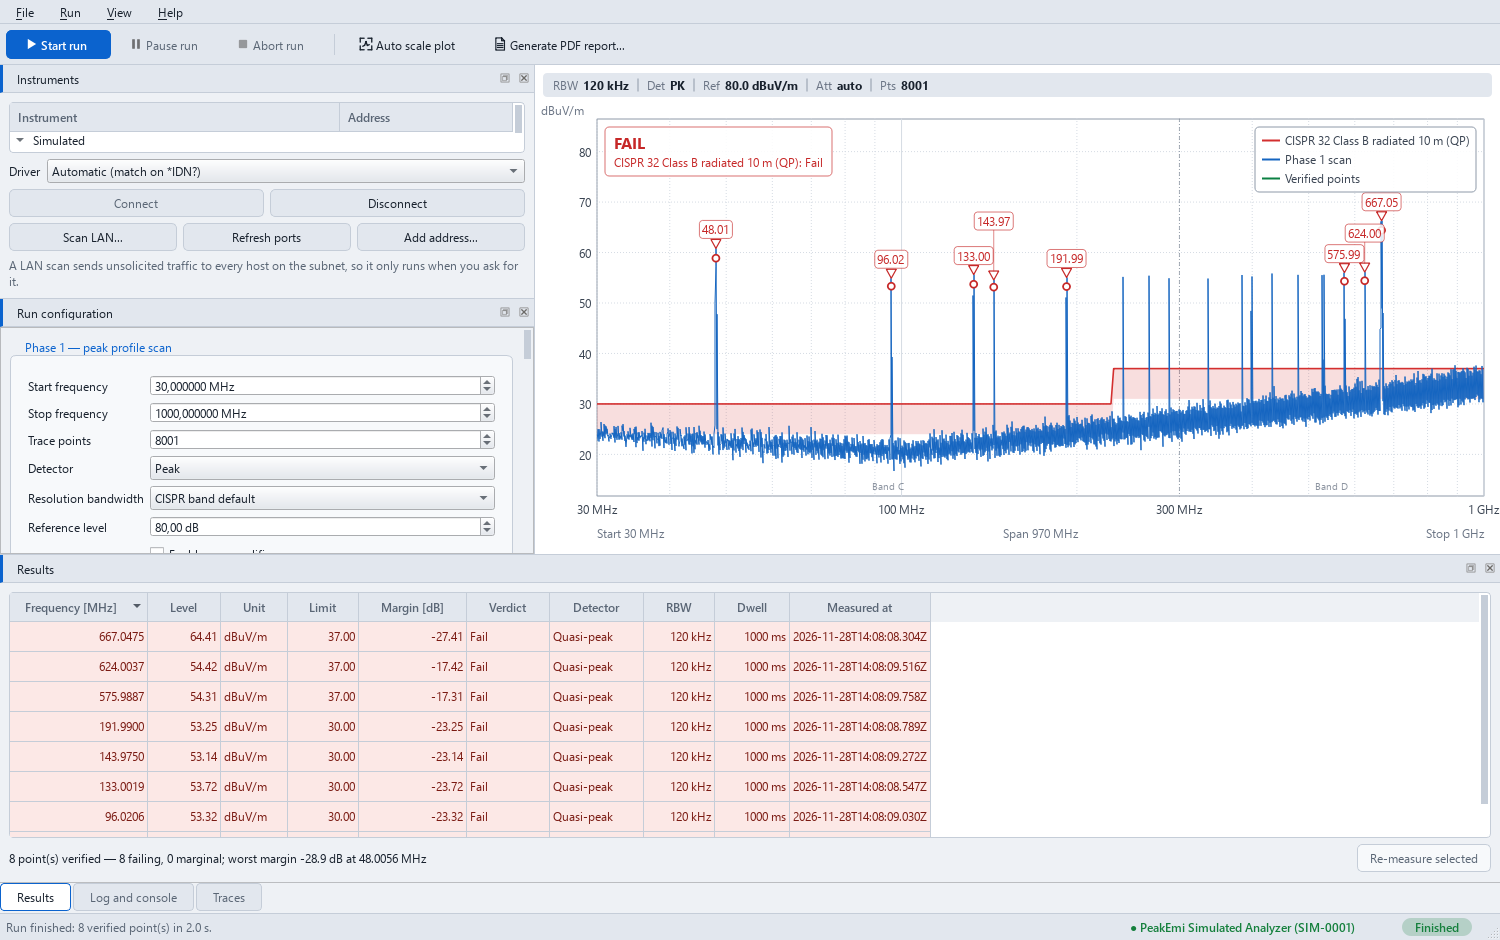 File Run View Help
Start run Pause run Abort run Auto scale plot Generate PDF report...
Instruments
Instrument Address
Simulated
Driver Automatic (match on *IDN?)
Connect Disconnect
Scan LAN... Refresh ports Add address...
A LAN scan sends unsolicited traffic to every host on the subnet, so it only runs when you ask for
it.
Run configuration
Phase 1 — peak profile scan
Start frequency 30,000000 MHz
Stop frequency 1000,000000 MHz
Trace points 8001
Detector Peak
Resolution bandwidth CISPR band default
Reference level 80,00 dB
RBW 120 kHz Det PK Ref 80.0 dBuV/m Att auto Pts 8001
dBuV/m
FAIL
CISPR 32 Class B radiated 10 m (QP): Fail
CISPR 32 Class B radiated 10 m (QP)
Phase 1 scan
Verified points
80
70
60
50
40
30
20
48.01
96.02
133.00
143.97
191.99
575.99
624.00
667.05
Band C Band D
30 MHz 100 MHz 300 MHz 1 GHz
Start 30 MHz Span 970 MHz Stop 1 GHz
Results
Frequency [MHz] Level Unit Limit Margin [dB] Verdict Detector RBW Dwell Measured at
667.0475 64.41 dBuV/m 37.00 -27.41 Fail Quasi-peak 120 kHz 1000 ms 2026-11-28T14:08:08.304Z
624.0037 54.42 dBuV/m 37.00 -17.42 Fail Quasi-peak 120 kHz 1000 ms 2026-11-28T14:08:09.516Z
575.9887 54.31 dBuV/m 37.00 -17.31 Fail Quasi-peak 120 kHz 1000 ms 2026-11-28T14:08:09.758Z
191.9900 53.25 dBuV/m 30.00 -23.25 Fail Quasi-peak 120 kHz 1000 ms 2026-11-28T14:08:08.789Z
143.9750 53.14 dBuV/m 30.00 -23.14 Fail Quasi-peak 120 kHz 1000 ms 2026-11-28T14:08:09.272Z
133.0019 53.72 dBuV/m 30.00 -23.72 Fail Quasi-peak 120 kHz 1000 ms 2026-11-28T14:08:08.547Z
96.0206 53.32 dBuV/m 30.00 -23.32 Fail Quasi-peak 120 kHz 1000 ms 2026-11-28T14:08:09.030Z
8 point(s) verified — 8 failing, 0 marginal; worst margin -28.9 dB at 48.0056 MHz
Re-measure selected
Results Log and console Traces
Run finished: 8 verified point(s) in 2.0 s.
● PeakEmi Simulated Analyzer (SIM-0001) Finished